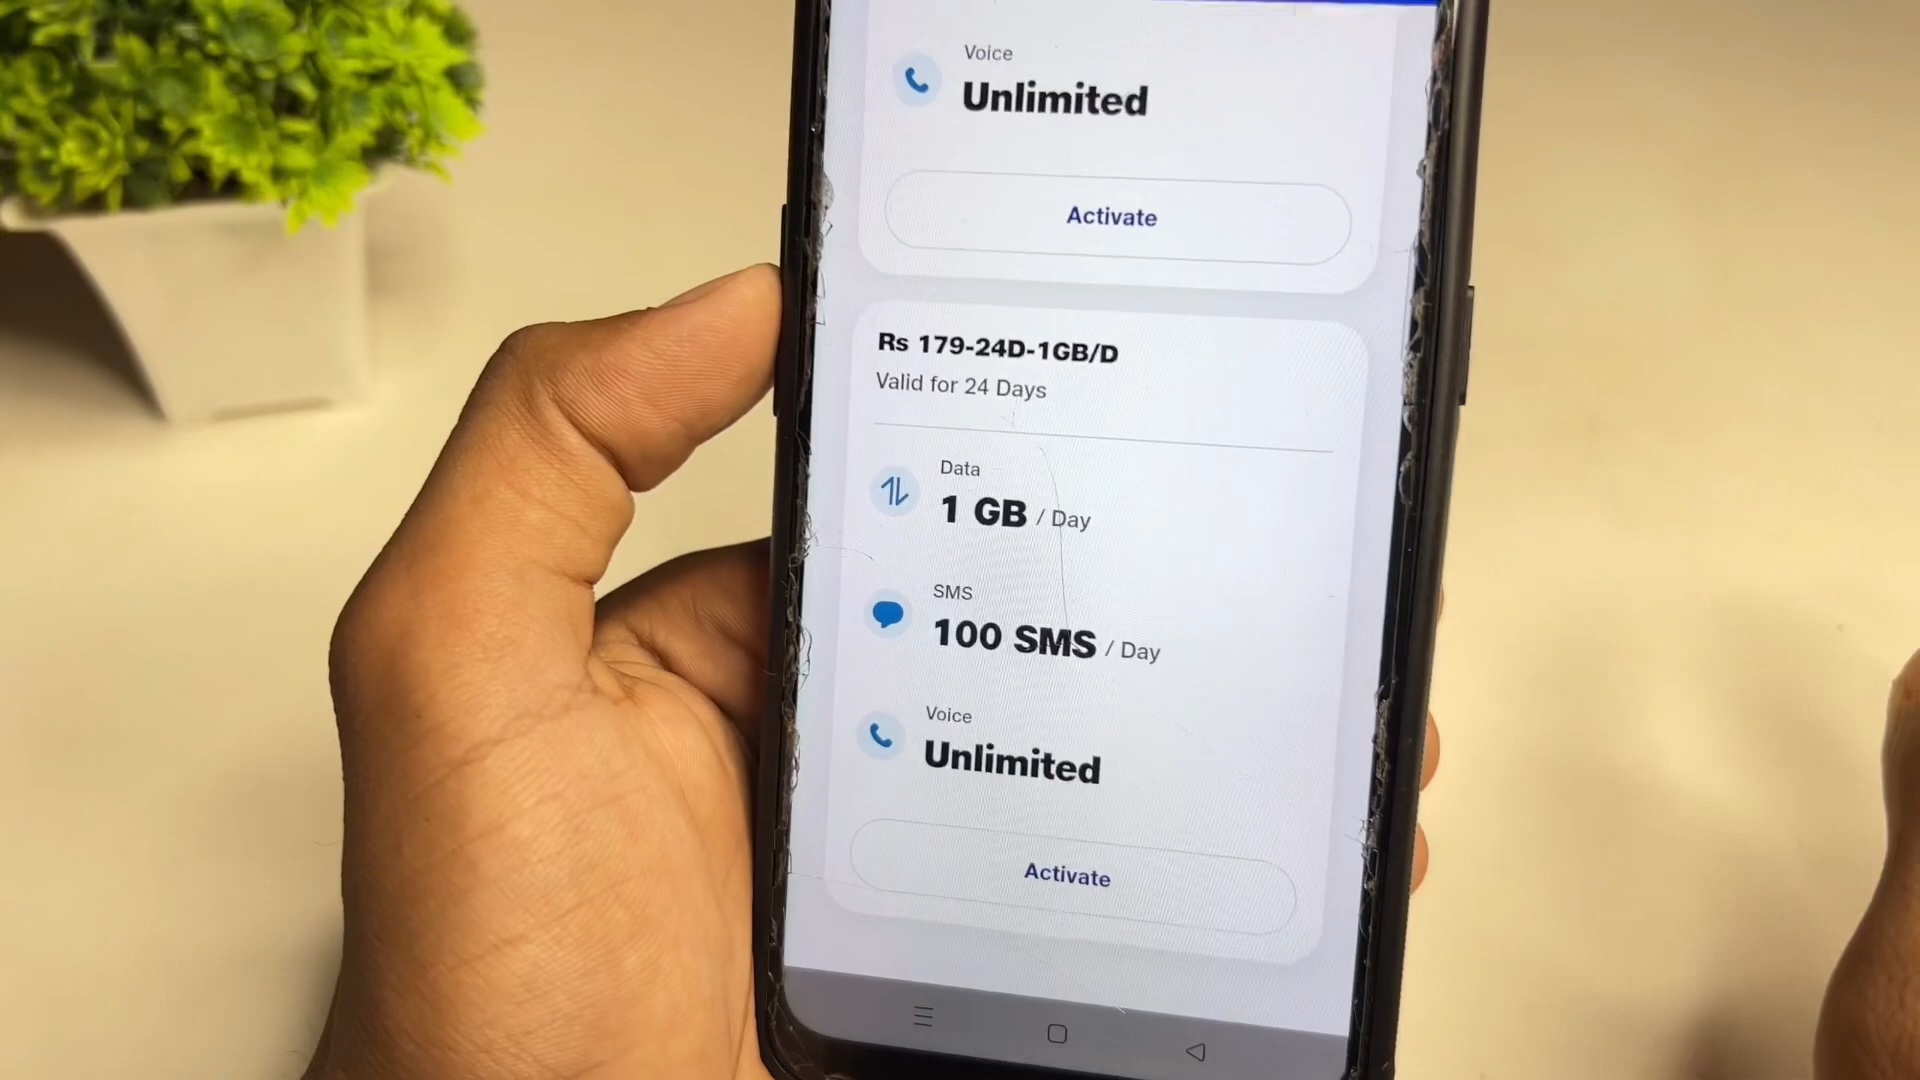 Voice
Unlimited
Activate
Rs 179-24D-1GB/D
Valid for 24 Days
Data
1 GB / Day
SMS
100 SMS / Day
Voice
Unlimited
Activate